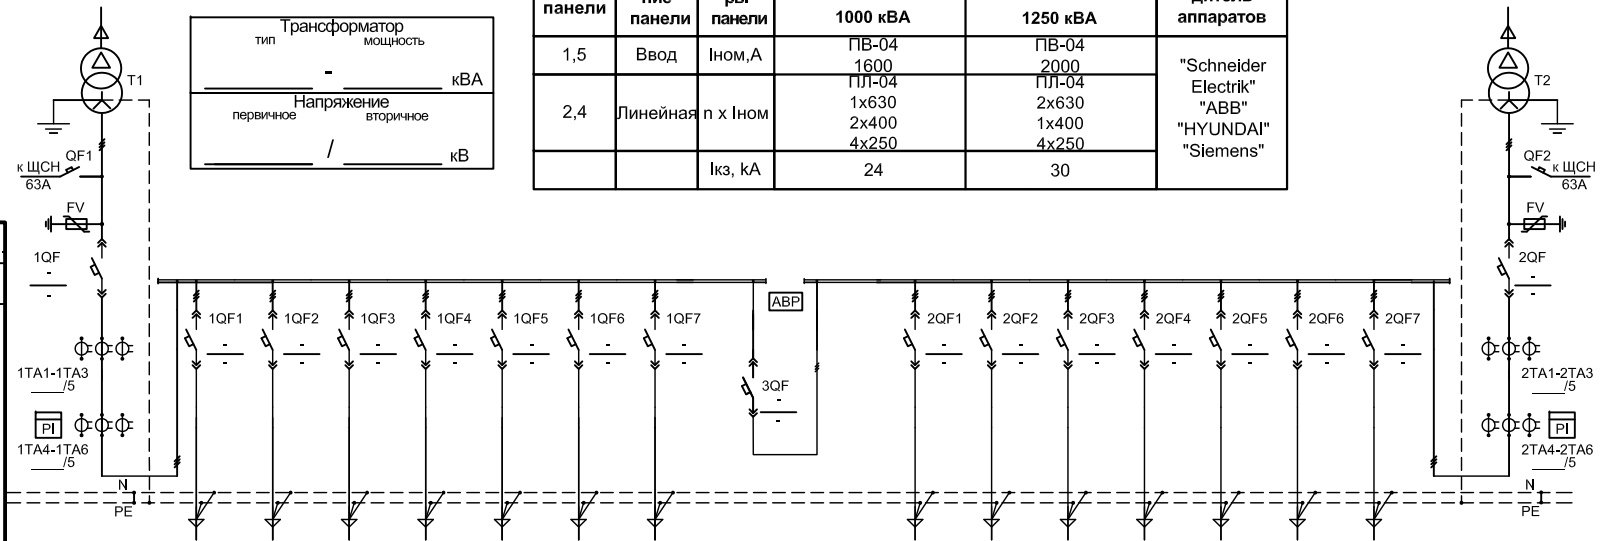 Трансформатор
тип мощность
- кВА
Напряжение
первичное вторичное
/ кВ
панели
панели
панели
1000 кВА
1250 кВА
аппаратов
1,5 Ввод Iном,А ПВ-04 1600 ПВ-04 2000
2,4 Линейная n x Iном
ПЛ-04 ПЛ-04
1x630 2x630
2x400 1x400
4x250 4x250
Iкз, kA 24 30
"Schneider
Electrik"
"ABB"
"HYUNDAI"
"Siemens"
T1
T2
QF1
к ЩСН
63А
QF2
к ЩСН
63А
FV
FV
1QF
-
-
2QF
-
-
АВР
1QF1 1QF2 1QF3 1QF4 1QF5 1QF6 1QF7
- - - - - - -
- - - - - - -
2QF1 2QF2 2QF3 2QF4 2QF5 2QF6 2QF7
- - - - - - -
- - - - - - -
3QF
-
-
1TA1-1TA3
/5
PI
1TA4-1TA6
/5
2TA1-2TA3
/5
PI
2TA4-2TA6
/5
N
PE
N
PE